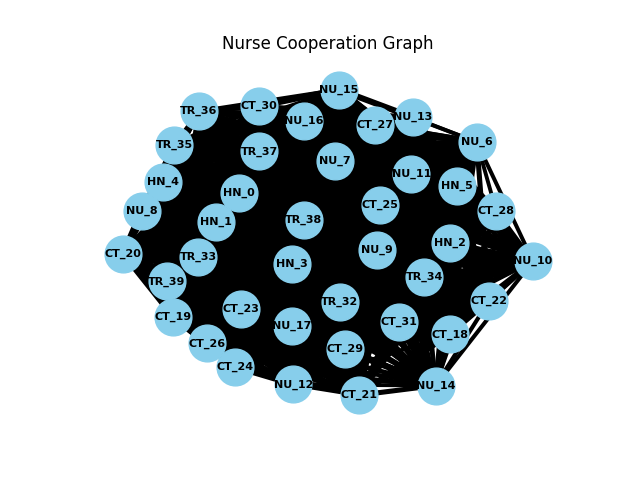 Nurse Cooperation Graph
NU_15
CT_30
TR_36
NU_13
NU_16
CT_27
NU_6
TR_35
TR_37
NU_7
NU_11
HN_4
HN_5
HN_0
CT_25
NU_8
CT_28
HN_1
TR_38
HN_2
NU_9
CT_20
TR_33
NU_10
HN_3
TR_34
TR_39
CT_22
TR_32
CT_23
CT_19
CT_31
NU_17
CT_18
CT_26
CT_29
CT_24
NU_12
NU_14
CT_21